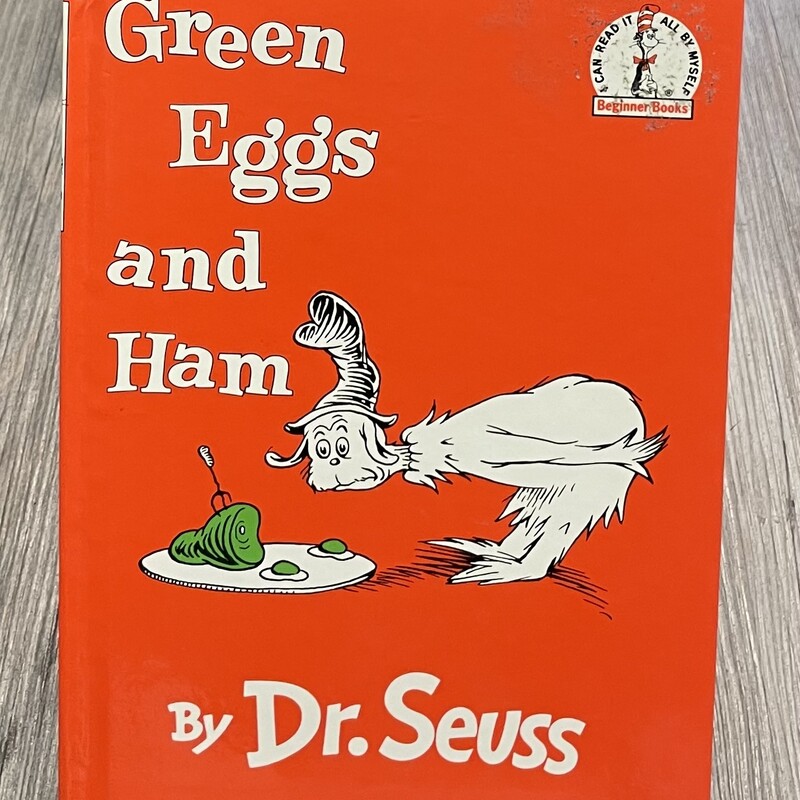 Green
Eggs
and
Ham
I CAN READ IT ALL BY MYSELF
Beginner Books
By Dr. Seuss